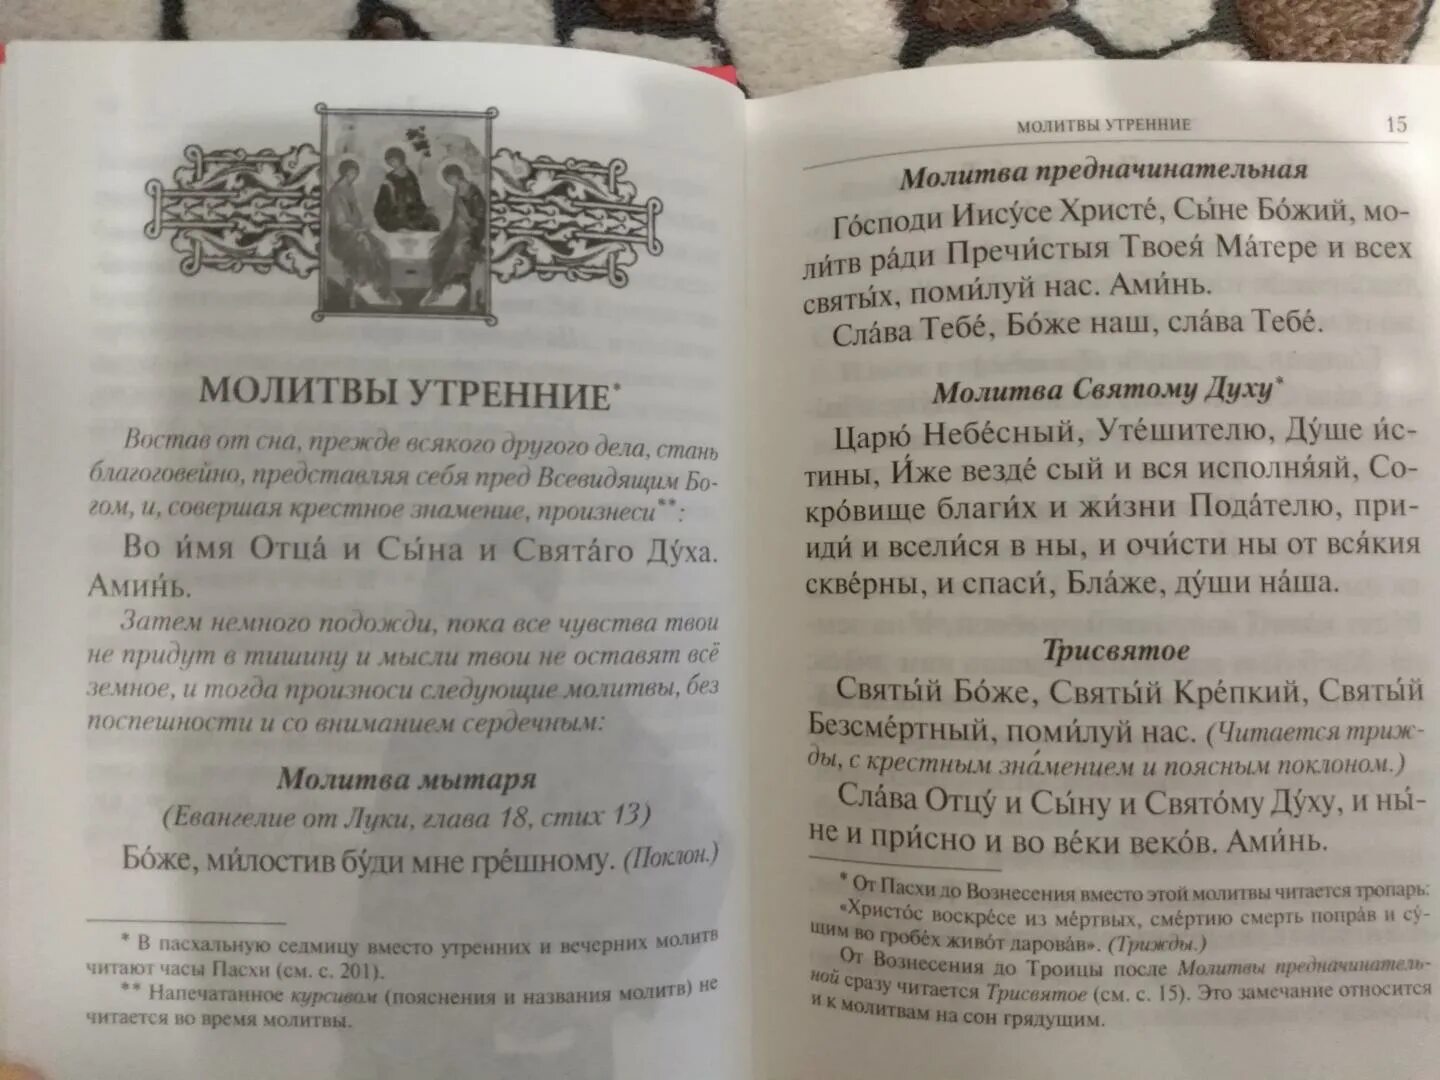 МОЛИТВЫ УТРЕННИЕ*
Востав от сна, прежде всякого другого дела, стань
благоговейно, представляя себя пред Всевидящим Бо-
гом, и, совершая крестное знамение, произнеси**:
Во и́мя Отца́ и Сы́на и Свята́го Ду́ха.
Ами́нь.
Затем немного подожди, пока все чувства твои
не придут в тишину и мысли твои не оставят всё
земное, и тогда произноси следующие молитвы, без
поспешности и со вниманием сердечным:
Молитва мытаря
(Евангелие от Луки, глава 18, стих 13)
Бо́же, ми́лостив бу́ди мне гре́шному. (Поклон.)
* В пасхальную седмицу вместо утренних и вечерних молитв
читают часы Пасхи (см. с. 201).
** Напечатанное курсивом (пояснения и названия молитв) не
читается во время молитвы.
МОЛИТВЫ УТРЕННИЕ 15
Молитва предначинательная
Го́споди Иису́се Христе́, Сы́не Бо́жий, мо-
ли́тв ра́ди Пречи́стыя Твоея́ Ма́тере и всех
святы́х, поми́луй нас. Ами́нь.
Сла́ва Тебе́, Бо́же наш, сла́ва Тебе́.
Молитва Святому Духу*
Царю́ Небе́сный, Уте́шителю, Ду́ше и́с-
тины, И́же везде́ сый и вся исполня́яй, Со-
кро́вище благи́х и жи́зни Пода́телю, при-
иди́ и всели́ся в ны, и очи́сти ны от вся́кия
скве́рны, и спаси́, Бла́же, ду́ши на́ша.
Трисвятое
Святы́й Бо́же, Святы́й Кре́пкий, Святы́й
Безсме́ртный, поми́луй нас. (Читается триж-
ды, с крестным зна́мением и поясным поклоном.)
Сла́ва Отцу́ и Сы́ну и Свято́му Ду́ху, и ны́-
не и при́сно и во ве́ки веко́в. Ами́нь.
* От Пасхи до Вознесения вместо этой молитвы читается тропарь:
«Христо́с воскре́се из ме́ртвых, сме́ртию смерть попра́в и су́-
щим во гробе́х живо́т дарова́в». (Трижды.)
От Вознесения до Троицы после Молитвы предначинатель-
ной сразу читается Трисвятое (см. с. 15). Это замечание относится
и к молитвам на сон грядущим.